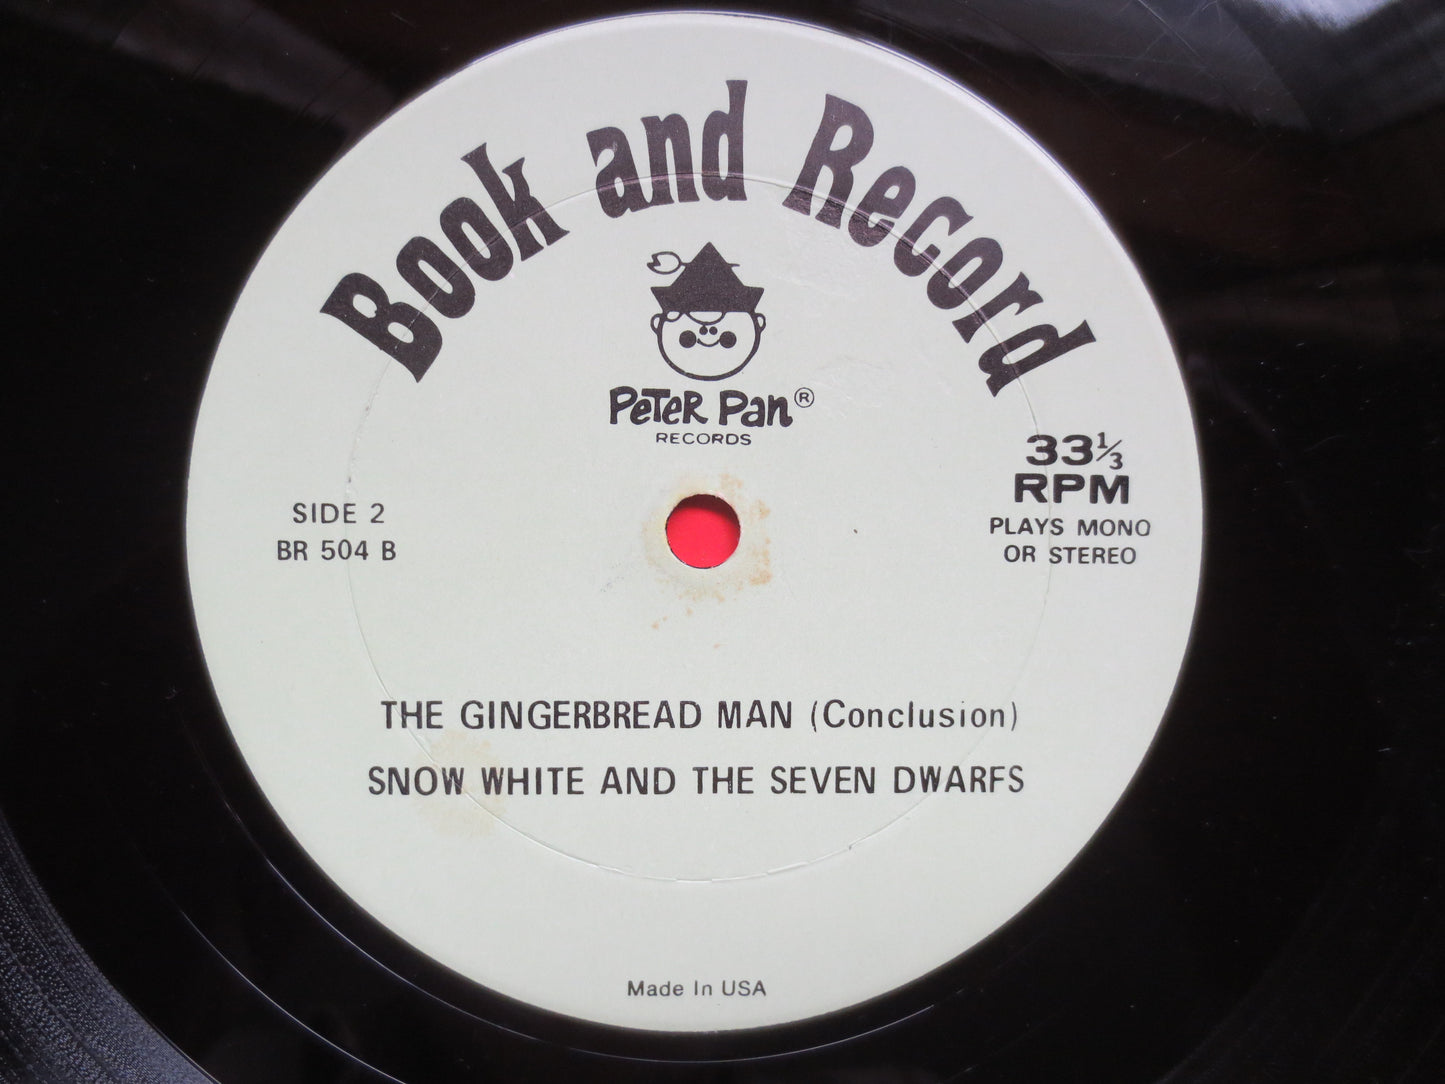 Book and Record
PeTeR Pan®
RECORDS
33⅓
RPM
PLAYS MONO
OR STEREO
SIDE 2
BR 504 B
THE GINGERBREAD MAN (Conclusion)
SNOW WHITE AND THE SEVEN DWARFS
Made In USA